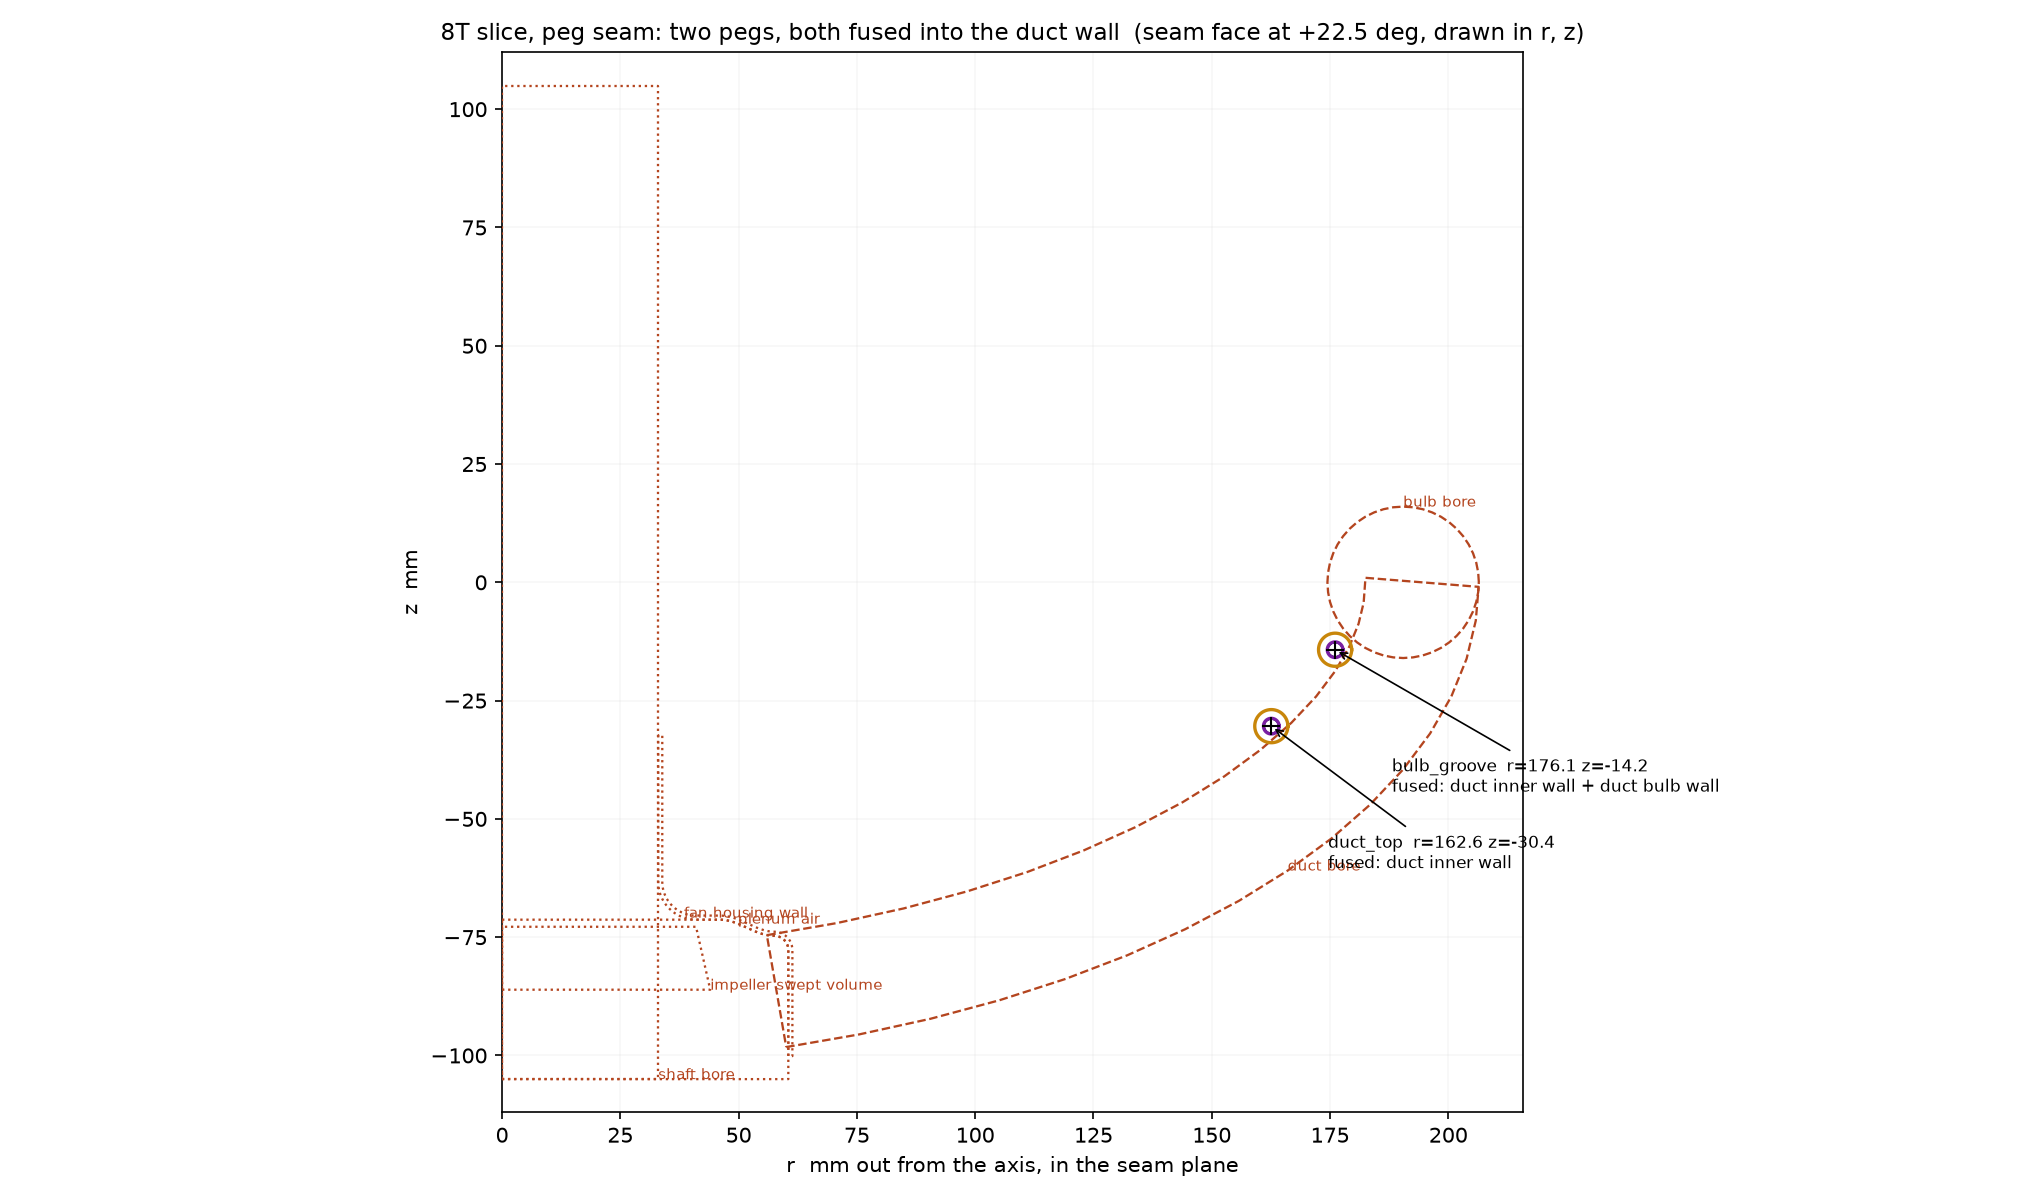 8T slice, peg seam: two pegs, both fused into the duct wall  (seam face at +22.5 deg, drawn in r, z)
100
75
50
25
0
−25
−50
−75
−100
z  mm
bulb bore
bulb_groove  r=176.1 z=-14.2
fused: duct inner wall + duct bulb wall
duct_top  r=162.6 z=-30.4
fused: duct inner wall
duct bore
fan housing wall
plenum air
impeller swept volume
shaft bore
0
25
50
75
100
125
150
175
200
r  mm out from the axis, in the seam plane